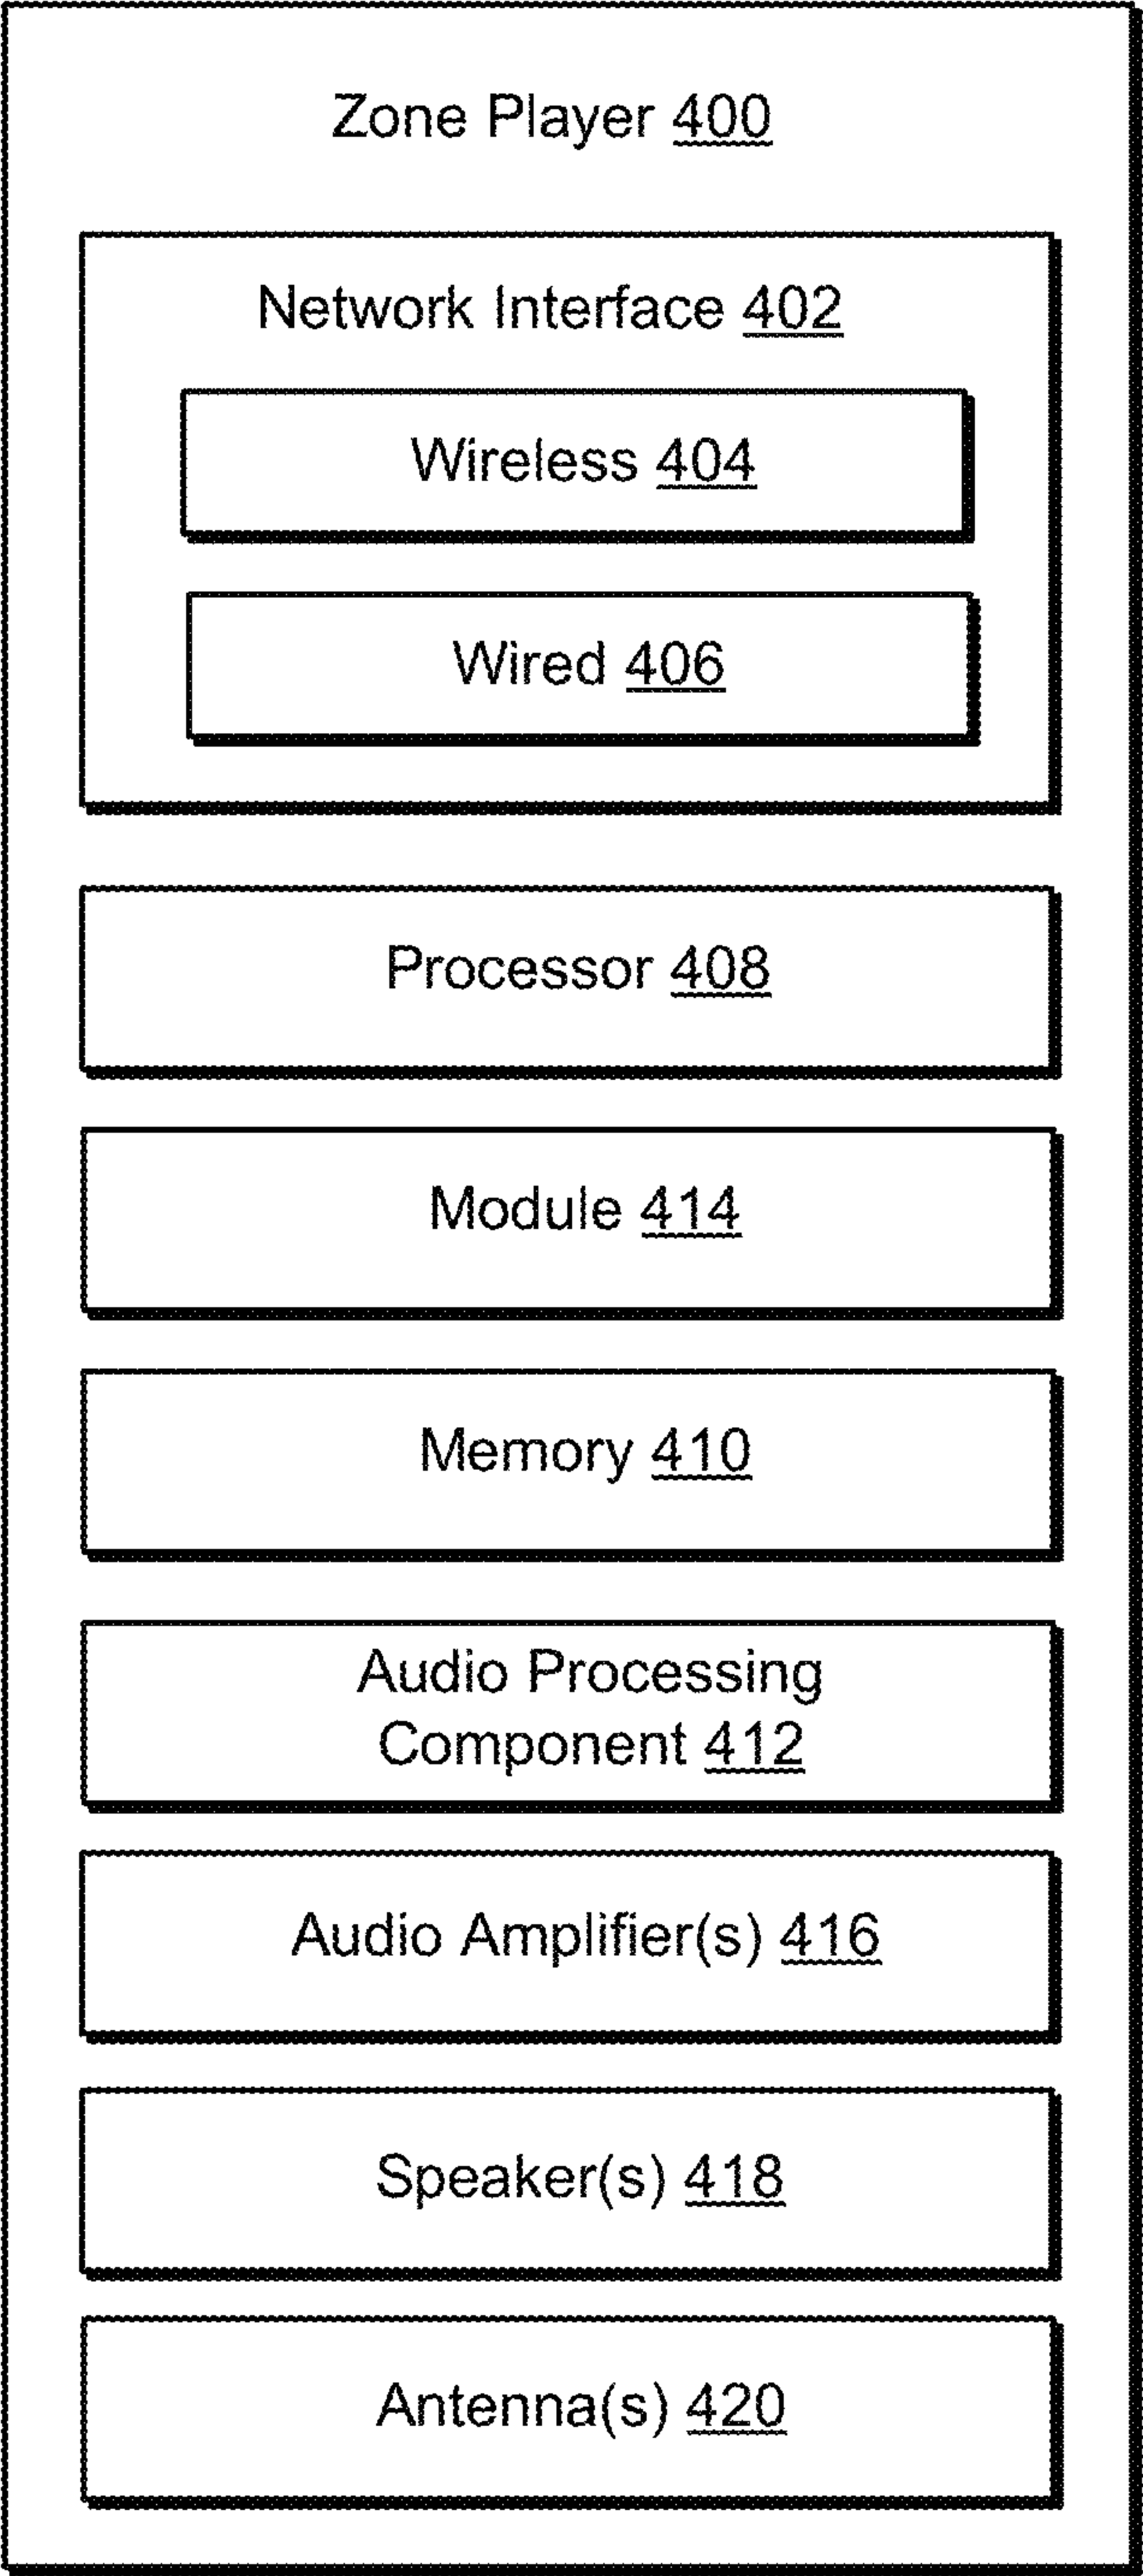 Zone Player 400
Network Interface 402
Wireless 404
Wired 406
Processor 408
Module 414
Memory 410
Audio Processing
Component 412
Audio Amplifier(s) 416
Speaker(s) 418
Antenna(s) 420